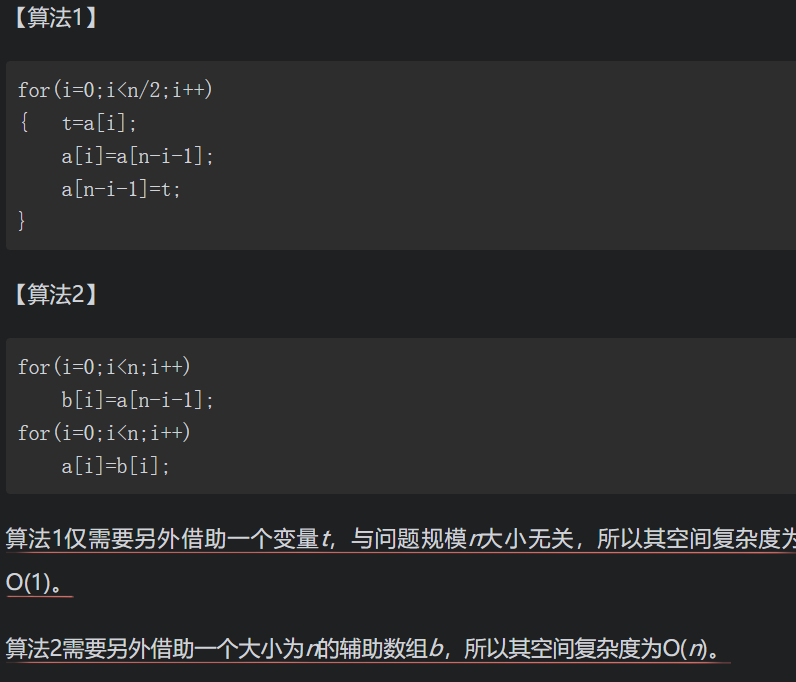 【算法1】
for(i=0;i<n/2;i++)
{ t=a[i];
a[i]=a[n-i-1];
a[n-i-1]=t;
}
【算法2】
for(i=0;i<n;i++)
b[i]=a[n-i-1];
for(i=0;i<n;i++)
a[i]=b[i];
算法1仅需要另外借助一个变量t，与问题规模n大小无关，所以其空间复杂度为
O(1)。
算法2需要另外借助一个大小为n的辅助数组b，所以其空间复杂度为O(n)。